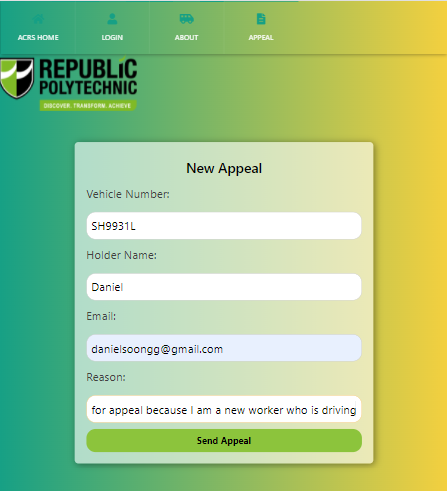 ACRS HOME LOGIN ABOUT APPEAL
REPUBLIC
POLYTECHNIC
DISCOVER. TRANSFORM. ACHIEVE
New Appeal
Vehicle Number:
SH9931L
Holder Name:
Daniel
Email:
danielsoongg@gmail.com
Reason:
for appeal because I am a new worker who is driving
Send Appeal